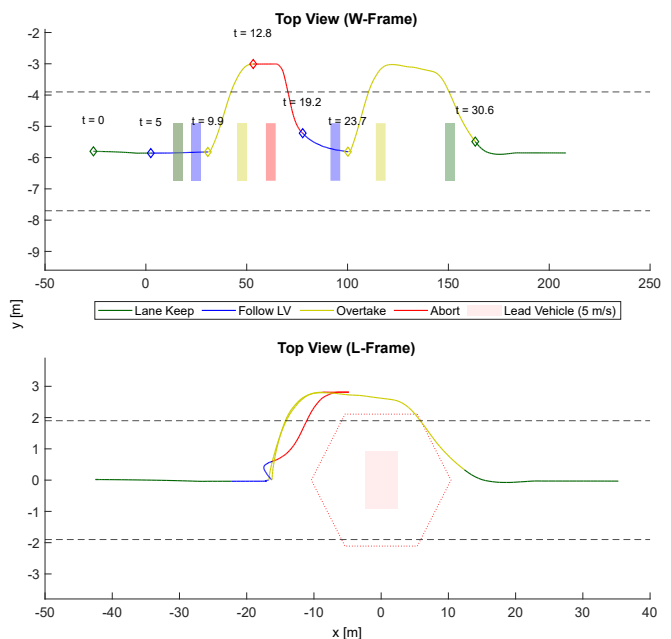 Top View (W-Frame)
-2
t = 12.8
-3
-4
t = 19.2
t = 0
t = 5
t = 9.9
t = 23.7
t = 30.6
-5
-6
-7
-8
-9
-50 0 50 100 150 200 250
y [m]
Lane Keep Follow LV Overtake Abort Lead Vehicle (5 m/s)
Top View (L-Frame)
3
2
1
0
-1
-2
-3
-50 -40 -30 -20 -10 0 10 20 30 40
x [m]